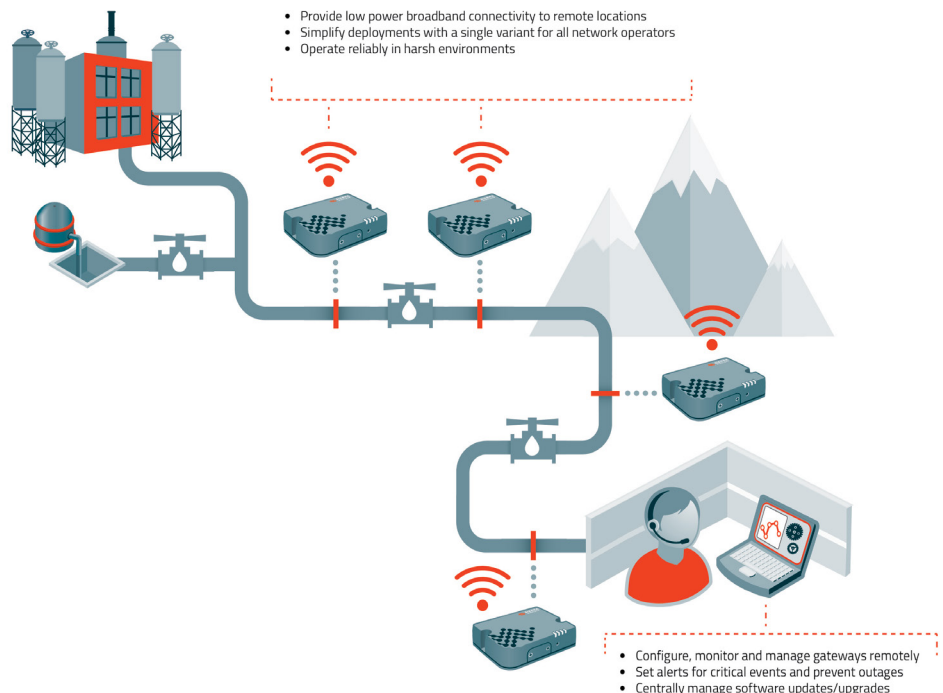 • Provide low power broadband connectivity to remote locations
• Simplify deployments with a single variant for all network operators
• Operate reliably in harsh environments
• Configure, monitor and manage gateways remotely
• Set alerts for critical events and prevent outages
• Centrally manage software updates/upgrades